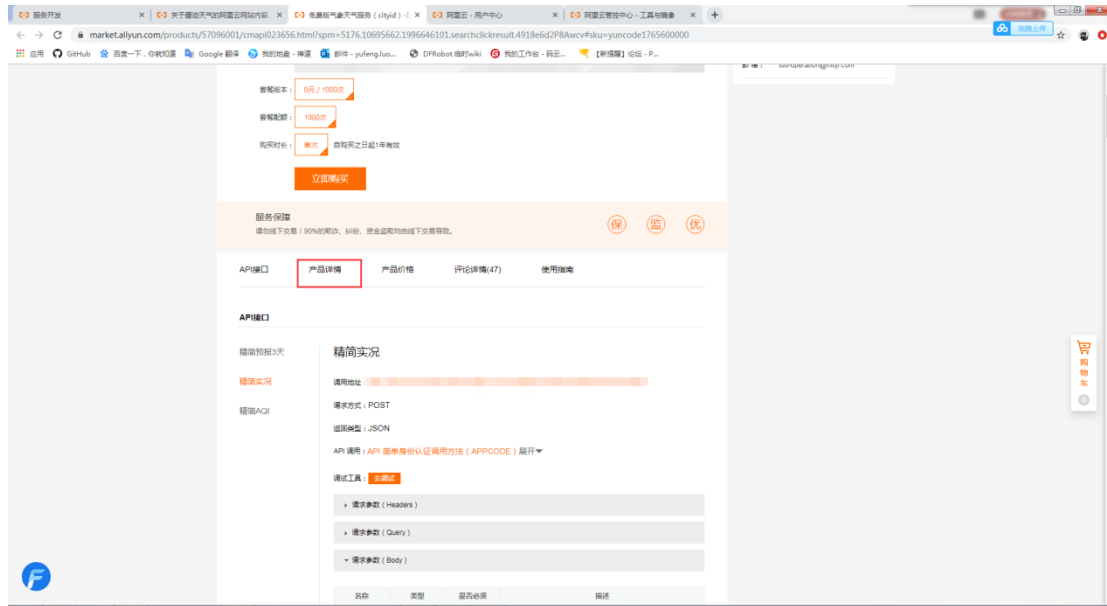 服务开发
关于墨迹天气的阿里云网站内容
免费版气象天气服务 ( cityid ) -
阿里云 - 用户中心
阿里云管控中心 - 工具与镜像
market.aliyun.com/products/57096001/cmapi023656.html?spm=5176.10695662.1996646101.searchclickresult.4918e6d2P8Awcv#sku=yuncode1765600000
拖拽上传
应用
GitHub
百度一下,你就知道
Google 翻译
我的地盘 - 禅道
邮件 - yufeng.luo...
DFRobot 临时wiki
我的工作台 - 码云...
【新提醒】论坛 - P...
套餐版本:
0元 / 1000次
套餐配额:
1000次
购买时长:
单次
自购买之日起1年有效
立即购买
服务保障
请勿线下交易!90%的欺诈、纠纷、资金盗取均由线下交易导致。
保
监
优
API接口
产品详情
产品价格
评论详情(47)
使用指南
API接口
精简预报3天
精简实况
精简AQI
精简实况
调用地址
请求方式:POST
返回类型:JSON
API 调用:API 简单身份认证调用方法 ( APPCODE ) 展开
调试工具:
去调试
请求参数 ( Headers )
请求参数 ( Query )
请求参数 ( Body )
名称
类型
是否必须
描述
购物车
0